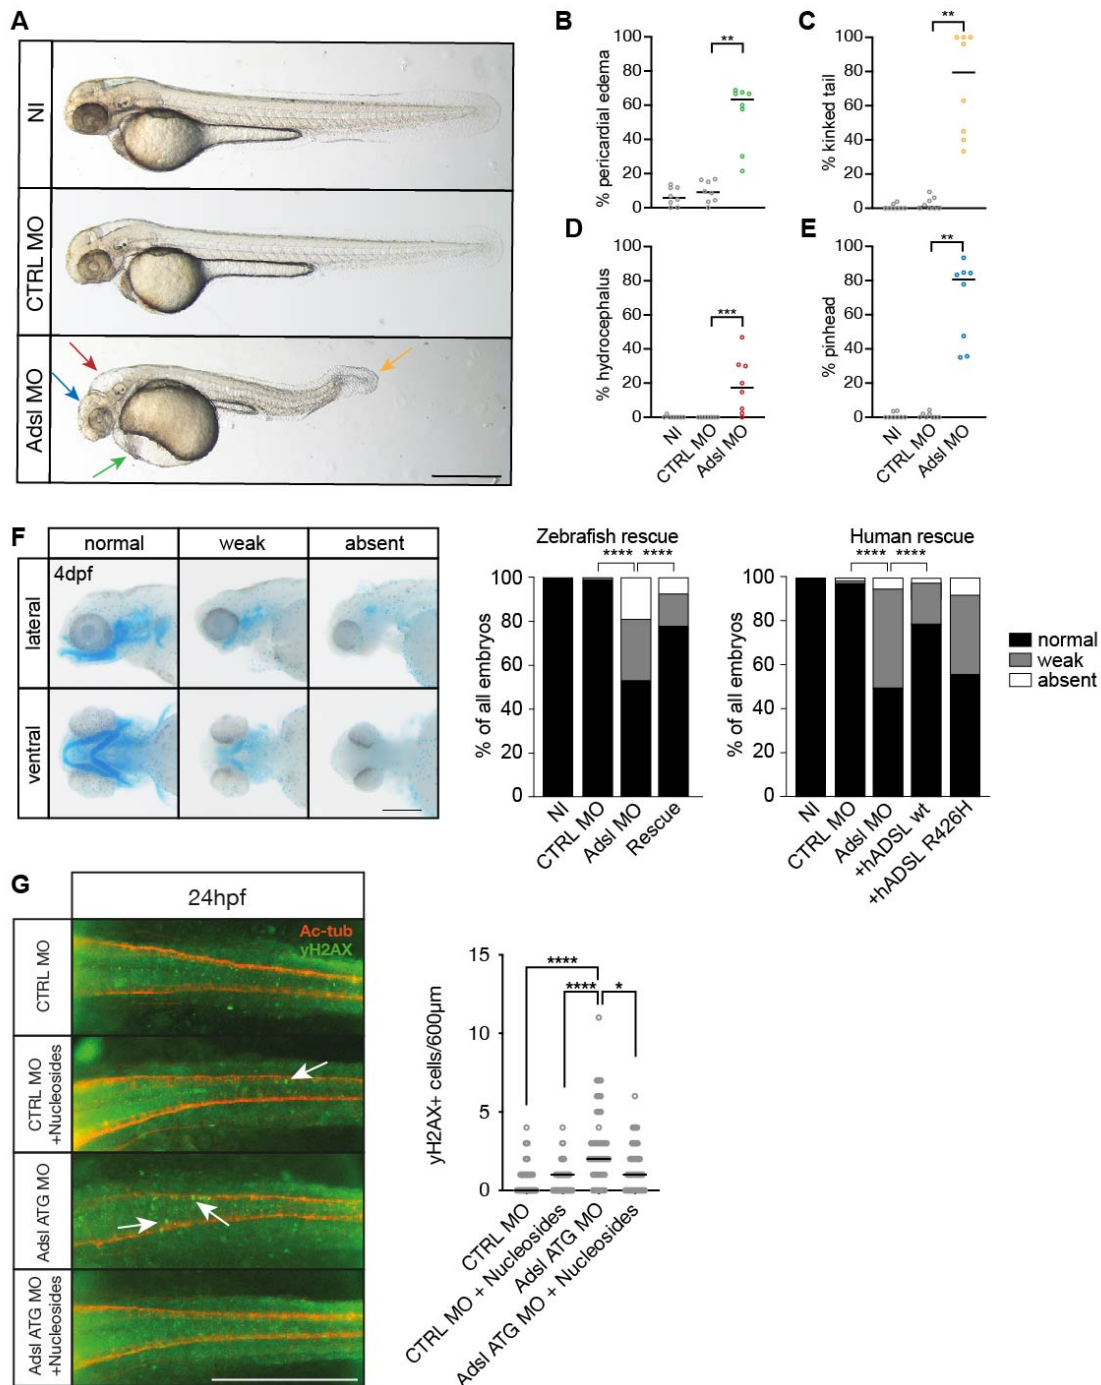 A
NI
CTRL MO
Adsl MO
B
% pericardial edema
100
80
60
40
20
0
**
C
% kinked tail
100
80
60
40
20
0
**
D
% hydrocephalus
100
80
60
40
20
0
***
NI
CTRL MO
Adsl MO
E
% pinhead
100
80
60
40
20
0
**
NI
CTRL MO
Adsl MO
F
normal
weak
absent
4dpf
lateral
ventral
Zebrafish rescue
**** ****
% of all embryos
100
80
60
40
20
0
NI
CTRL MO
Adsl MO
Rescue
Human rescue
**** ****
% of all embryos
100
80
60
40
20
0
NI
CTRL MO
Adsl MO
+hADSL wt
+hADSL R426H
normal
weak
absent
G
24hpf
Ac-tub
yH2AX
CTRL MO
CTRL MO
+Nucleosides
Adsl ATG MO
Adsl ATG MO
+Nucleosides
yH2AX+ cells/600μm
15
10
5
0
****
**** *
CTRL MO
CTRL MO + Nucleosides
Adsl ATG MO
Adsl ATG MO + Nucleosides